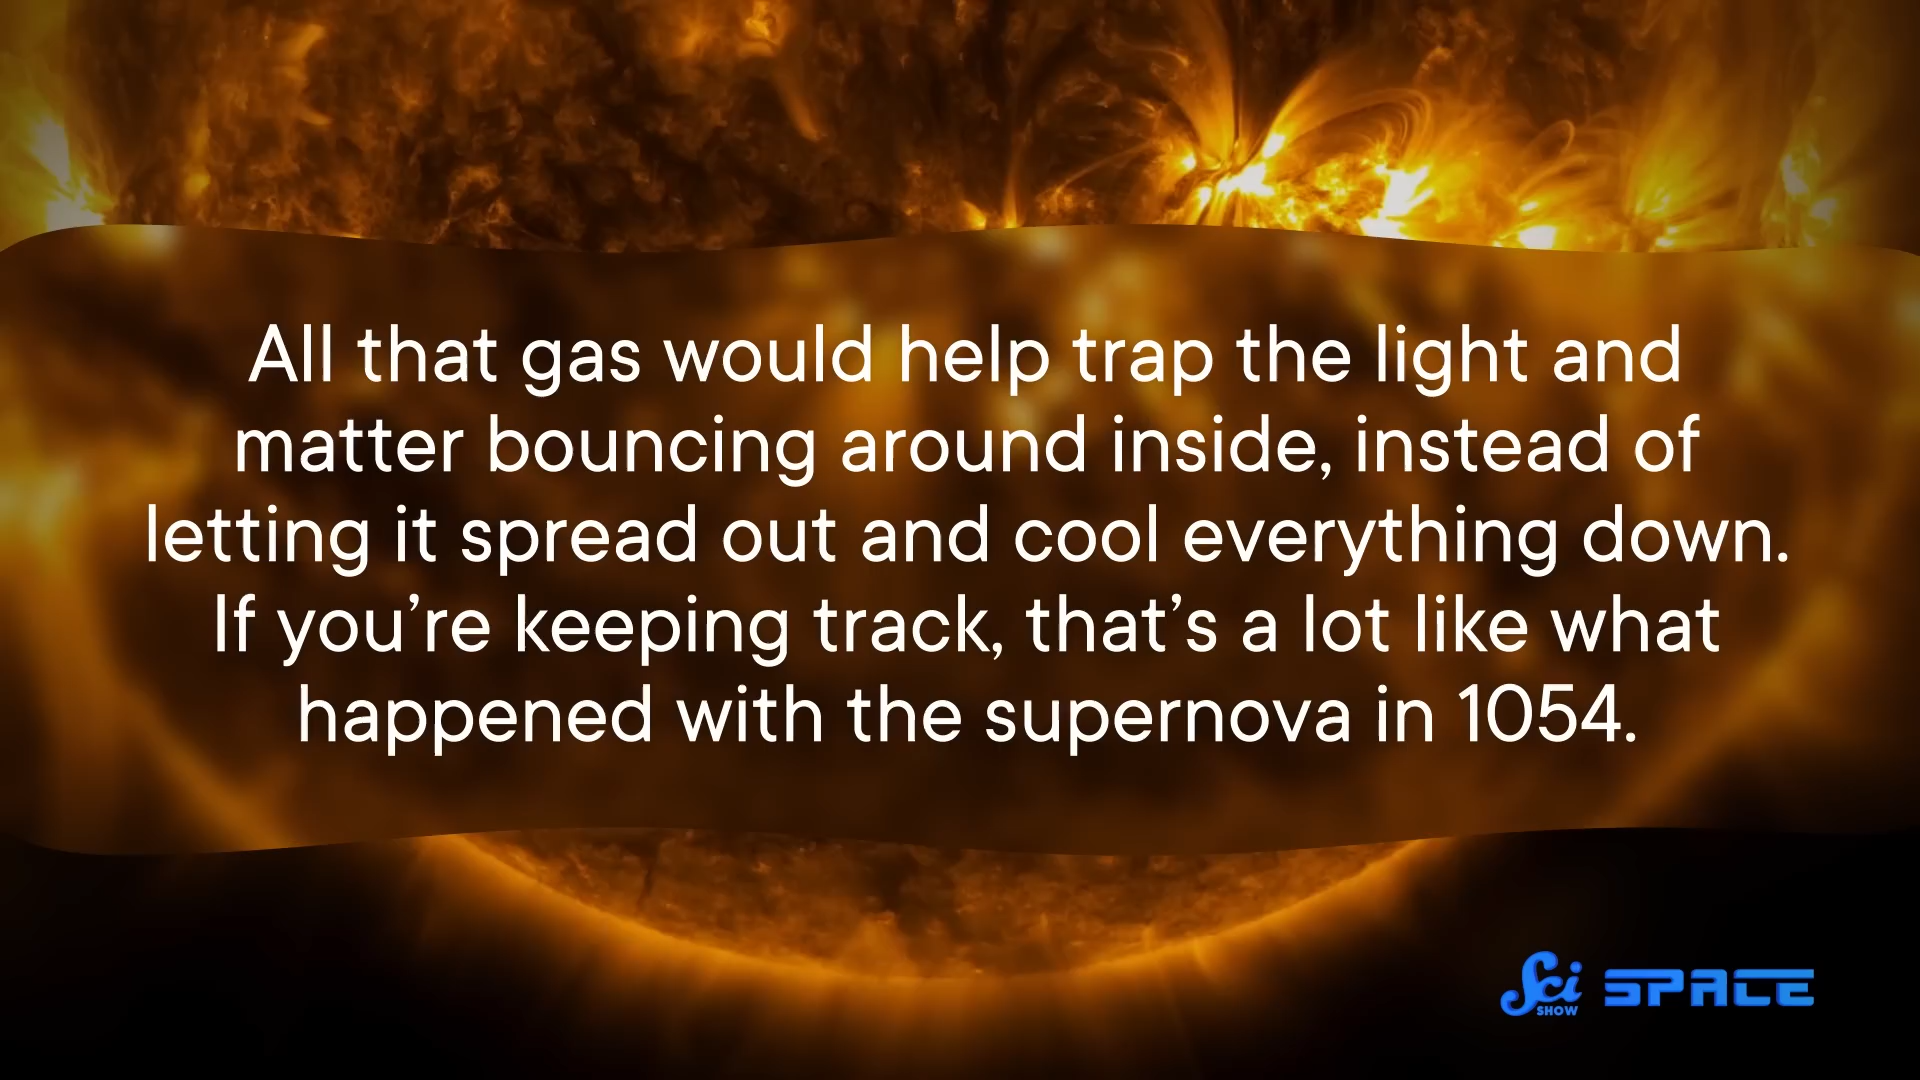 All that gas would help trap the light and
matter bouncing around inside, instead of
letting it spread out and cool everything down.
If you’re keeping track, that’s a lot like what
happened with the supernova in 1054.
Sci SHOW SPACE